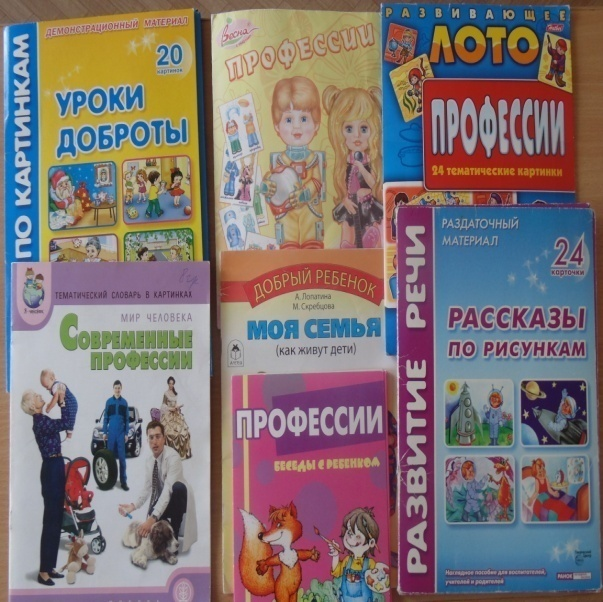 ДЕМОНСТРАЦИОННЫЙ МАТЕРИАЛ
ПО КАРТИНКАМ
20
картинок
УРОКИ
ДОБРОТЫ
Весна
ПРОФЕССИИ
РАЗВИВАЮЩЕЕ
ЛОТО
ПРОФЕССИИ
24 тематические картинки
ТЕМАТИЧЕСКИЙ СЛОВАРЬ В КАРТИНКАХ
МИР ЧЕЛОВЕКА
СОВРЕМЕННЫЕ
ПРОФЕССИИ
ДОБРЫЙ РЕБЕНОК
А. Лопатина
М. Скребцова
МОЯ СЕМЬЯ
(как живут дети)
ПРОФЕССИИ
БЕСЕДЫ С РЕБЕНКОМ
РАЗВИТИЕ РЕЧИ
РАЗДАТОЧНЫЙ
МАТЕРИАЛ
24
карточки
РАССКАЗЫ
ПО РИСУНКАМ
Наглядное пособие для воспитателей,
учителей и родителей